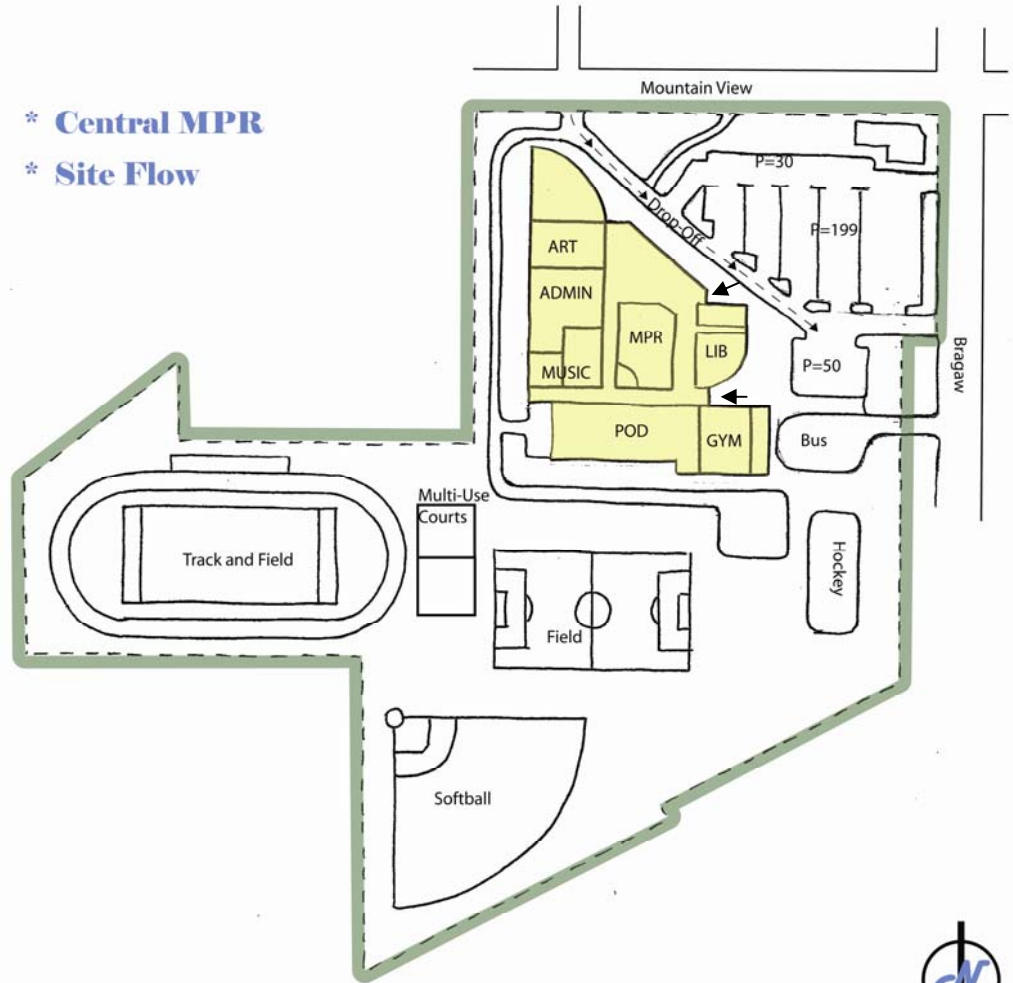 * Central MPR
* Site Flow
Mountain View
P=30
Drop-Off
P=199
ART
ADMIN
MPR
LIB
P=50
Bragaw
MUSIC
POD
GYM
Bus
Multi-Use
Courts
Track and Field
Hockey
Field
Softball
N